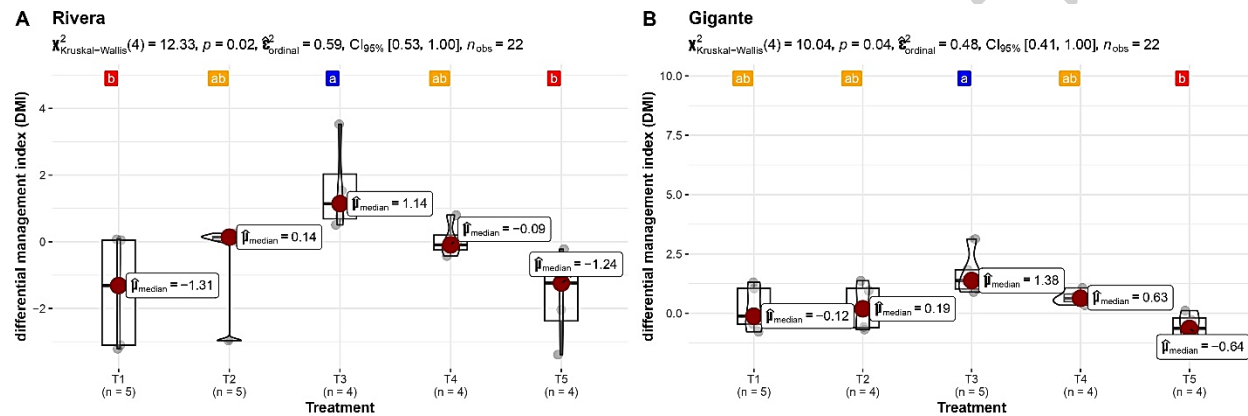 A Rivera
χ²Kruskal−Wallis(4) = 12.33, p = 0.02, ε̂²ordinal = 0.59, CI95% [0.53, 1.00], nobs = 22
b ab a ab b
differential management index (DMI)
4
2
0
−2
μ̂median = −1.31
μ̂median = 0.14
μ̂median = 1.14
μ̂median = −0.09
μ̂median = −1.24
T1 T2 T3 T4 T5
(n = 5) (n = 5) (n = 4) (n = 4) (n = 4)
Treatment
B Gigante
χ²Kruskal−Wallis(4) = 10.04, p = 0.04, ε̂²ordinal = 0.48, CI95% [0.41, 1.00], nobs = 22
ab ab a ab b
differential management index (DMI)
10.0
7.5
5.0
2.5
0.0
μ̂median = −0.12
μ̂median = 0.19
μ̂median = 1.38
μ̂median = 0.63
μ̂median = −0.64
T1 T2 T3 T4 T5
(n = 5) (n = 5) (n = 4) (n = 4) (n = 4)
Treatment